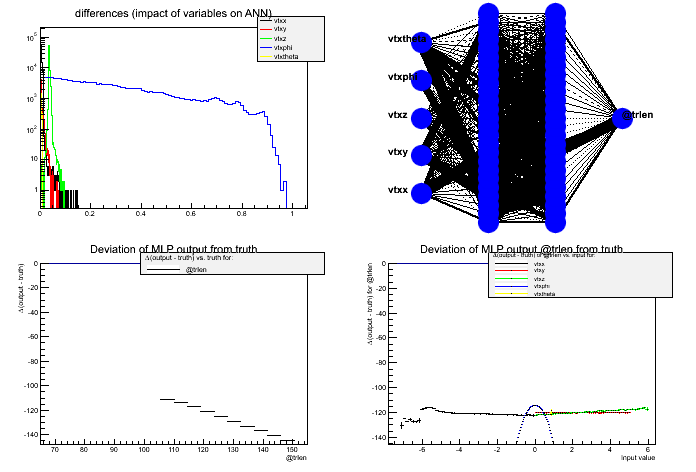 differences (impact of variables on ANN)
vtxx
vtxy
vtxz
vtxphi
vtxtheta
10^5
10^4
10^3
10^2
10
1
0 0.2 0.4 0.6 0.8 1
vtxtheta
vtxphi
vtxz
vtxy
vtxx
@trlen
Deviation of MLP output from truth
Δ(output - truth) vs. truth for:
@trlen
Δ(output - truth)
0
-20
-40
-60
-80
-100
-120
-140
70 80 90 100 110 120 130 140 150
@trlen
Deviation of MLP output @trlen from truth
Δ(output - truth) of @trlen vs. input for:
vtxx
vtxy
vtxz
vtxphi
vtxtheta
Δ(output - truth) for @trlen
0
-20
-40
-60
-80
-100
-120
-140
-6 -4 -2 0 2 4 6
input value